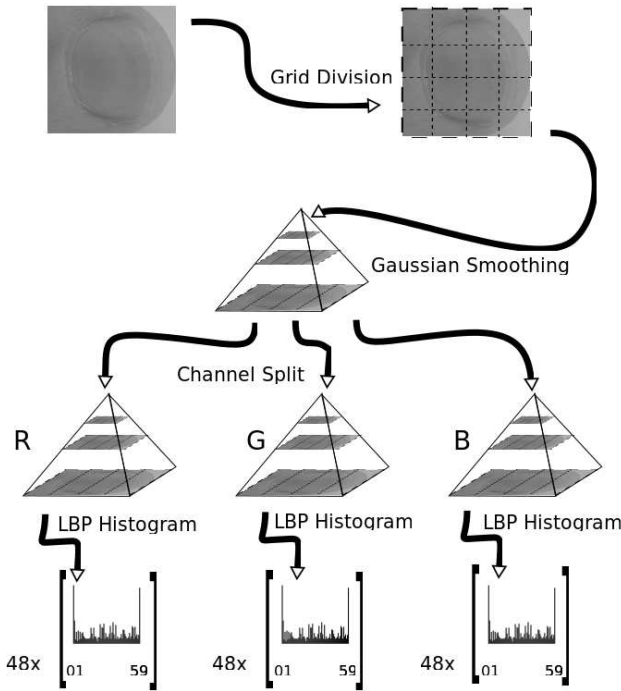 Grid Division
Gaussian Smoothing
Channel Split
R
G
B
LBP Histogram
LBP Histogram
LBP Histogram
48x
01
59
48x
01
59
48x
01
59